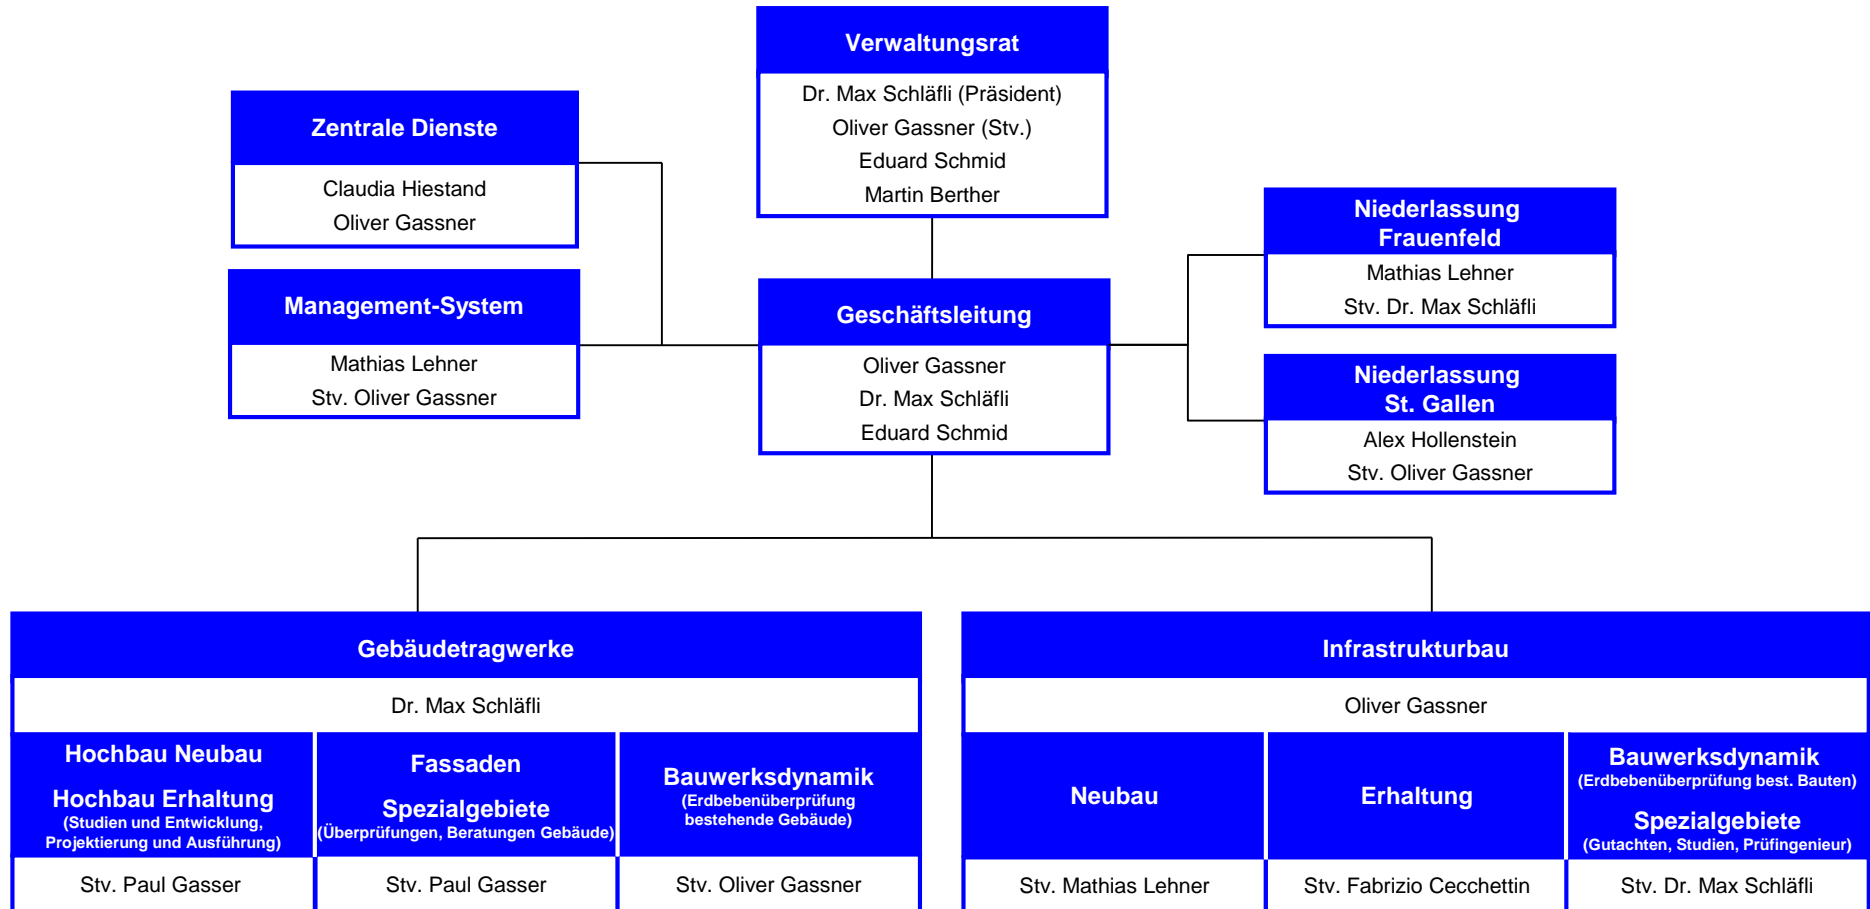 Verwaltungsrat
Dr. Max Schläfli (Präsident)
Oliver Gassner (Stv.)
Eduard Schmid
Martin Berther
Zentrale Dienste
Claudia Hiestand
Oliver Gassner
Management-System
Mathias Lehner
Stv. Oliver Gassner
Geschäftsleitung
Oliver Gassner
Dr. Max Schläfli
Eduard Schmid
Niederlassung
Frauenfeld
Mathias Lehner
Stv. Dr. Max Schläfli
Niederlassung
St. Gallen
Alex Hollenstein
Stv. Oliver Gassner
Gebäudetragwerke
Dr. Max Schläfli
Hochbau Neubau
Hochbau Erhaltung
(Studien und Entwicklung,
Projektierung und Ausführung)
Stv. Paul Gasser
Fassaden
Spezialgebiete
(Überprüfungen, Beratungen Gebäude)
Stv. Paul Gasser
Bauwerksdynamik
(Erdbebenüberprüfung
bestehende Gebäude)
Stv. Oliver Gassner
Infrastrukturbau
Oliver Gassner
Neubau
Stv. Mathias Lehner
Erhaltung
Stv. Fabrizio Cecchettin
Bauwerksdynamik
(Erdbebenüberprüfung best. Bauten)
Spezialgebiete
(Gutachten, Studien, Prüfingenieur)
Stv. Dr. Max Schläfli